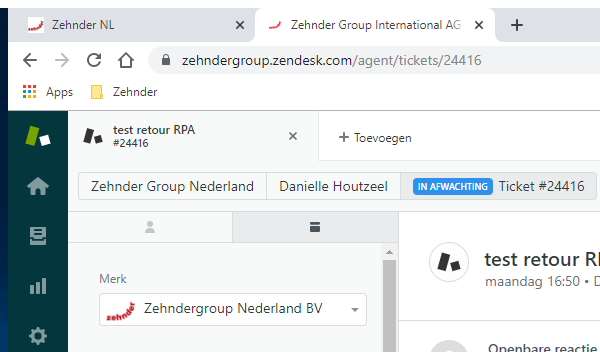 Zehnder NL
Zehnder Group International AG
zehndergroup.zendesk.com/agent/tickets/24416
Apps
Zehnder
test retour RPA
#24416
Toevoegen
Zehnder Group Nederland
Danielle Houtzeel
IN AFWACHTING
Ticket #24416
test retour R
maandag 16:50 •
Merk
zehnder
Zehndergroup Nederland BV
Openbare reactie